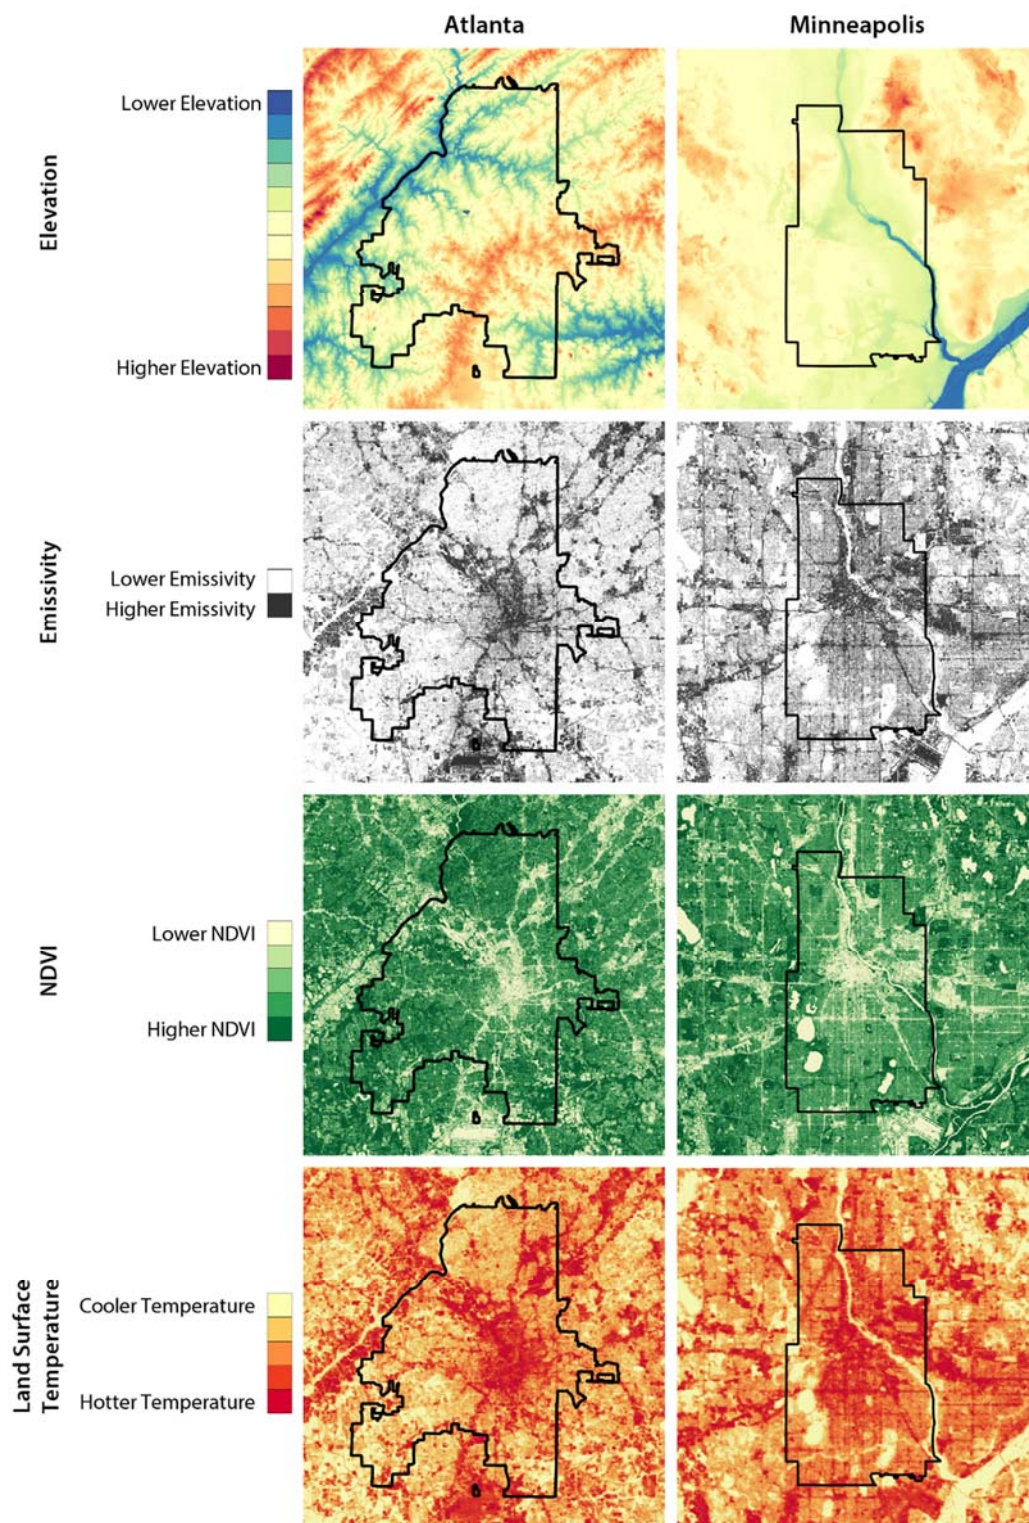 Atlanta
Minneapolis
Elevation
Lower Elevation
Higher Elevation
Emissivity
Lower Emissivity
Higher Emissivity
NDVI
Lower NDVI
Higher NDVI
Land Surface
Temperature
Cooler Temperature
Hotter Temperature